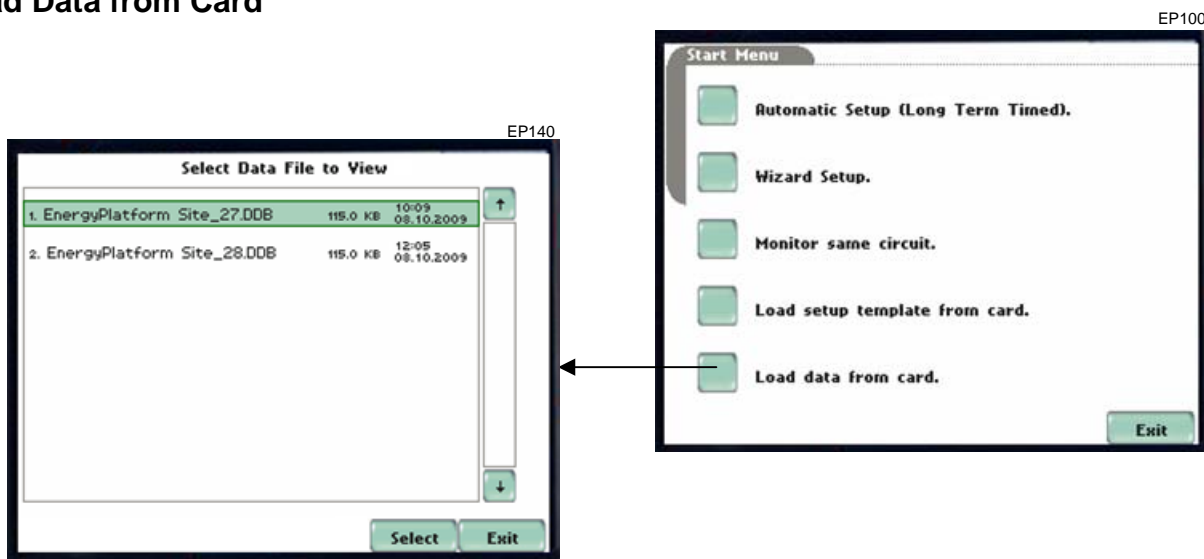 d Data from Card
EP100
Start Menu
Automatic Setup (Long Term Timed).
Wizard Setup.
Monitor same circuit.
Load setup template from card.
Load data from card.
Exit
EP140
Select Data File to View
1. EnergyPlatform Site_27.DDB 115.0 KB 10:09 08.10.2009
2. EnergyPlatform Site_28.DDB 115.0 KB 12:05 08.10.2009
Select Exit